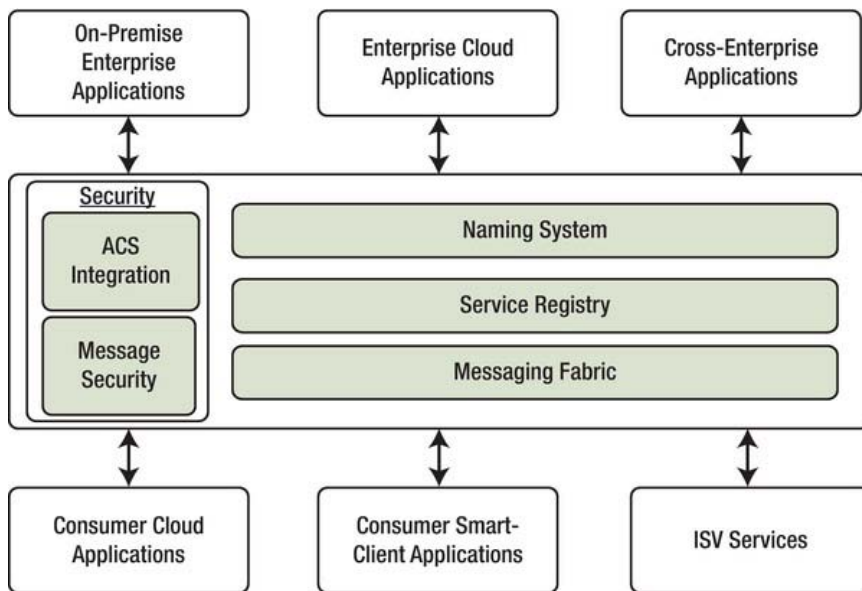 On-Premise
Enterprise
Applications
Enterprise Cloud
Applications
Cross-Enterprise
Applications
Security
ACS
Integration
Message
Security
Naming System
Service Registry
Messaging Fabric
Consumer Cloud
Applications
Consumer Smart-
Client Applications
ISV Services